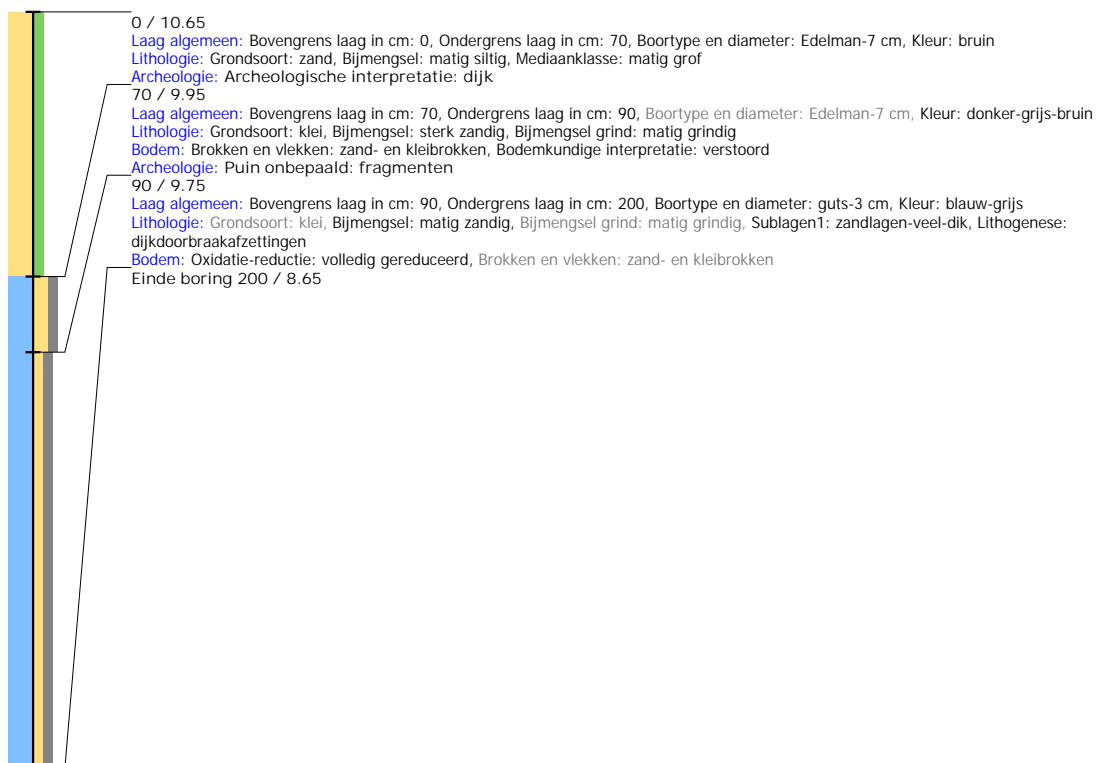 0 / 10.65
Laag algemeen: Bovengrens laag in cm: 0, Ondergrens laag in cm: 70, Boortype en diameter: Edelman-7 cm, Kleur: bruin
Lithologie: Grondsoort: zand, Bijmengsel: matig siltig, Mediaanklasse: matig grof
Archeologie: Archeologische interpretatie: dijk
70 / 9.95
Laag algemeen: Bovengrens laag in cm: 70, Ondergrens laag in cm: 90, Boortype en diameter: Edelman-7 cm, Kleur: donker-grijs-bruin
Lithologie: Grondsoort: klei, Bijmengsel: sterk zandig, Bijmengsel grind: matig grindig
Bodem: Brokken en vlekken: zand- en kleibrokken, Bodemkundige interpretatie: verstoord
Archeologie: Puin onbepaald: fragmenten
90 / 9.75
Laag algemeen: Bovengrens laag in cm: 90, Ondergrens laag in cm: 200, Boortype en diameter: guts-3 cm, Kleur: blauw-grijs
Lithologie: Grondsoort: klei, Bijmengsel: matig zandig, Bijmengsel grind: matig grindig, Sublagen1: zandlagen-veel-dik, Lithogenese:
dijkdoorbraakafzettingen
Bodem: Oxidatie-reductie: volledig gereduceerd, Brokken en vlekken: zand- en kleibrokken
Einde boring 200 / 8.65